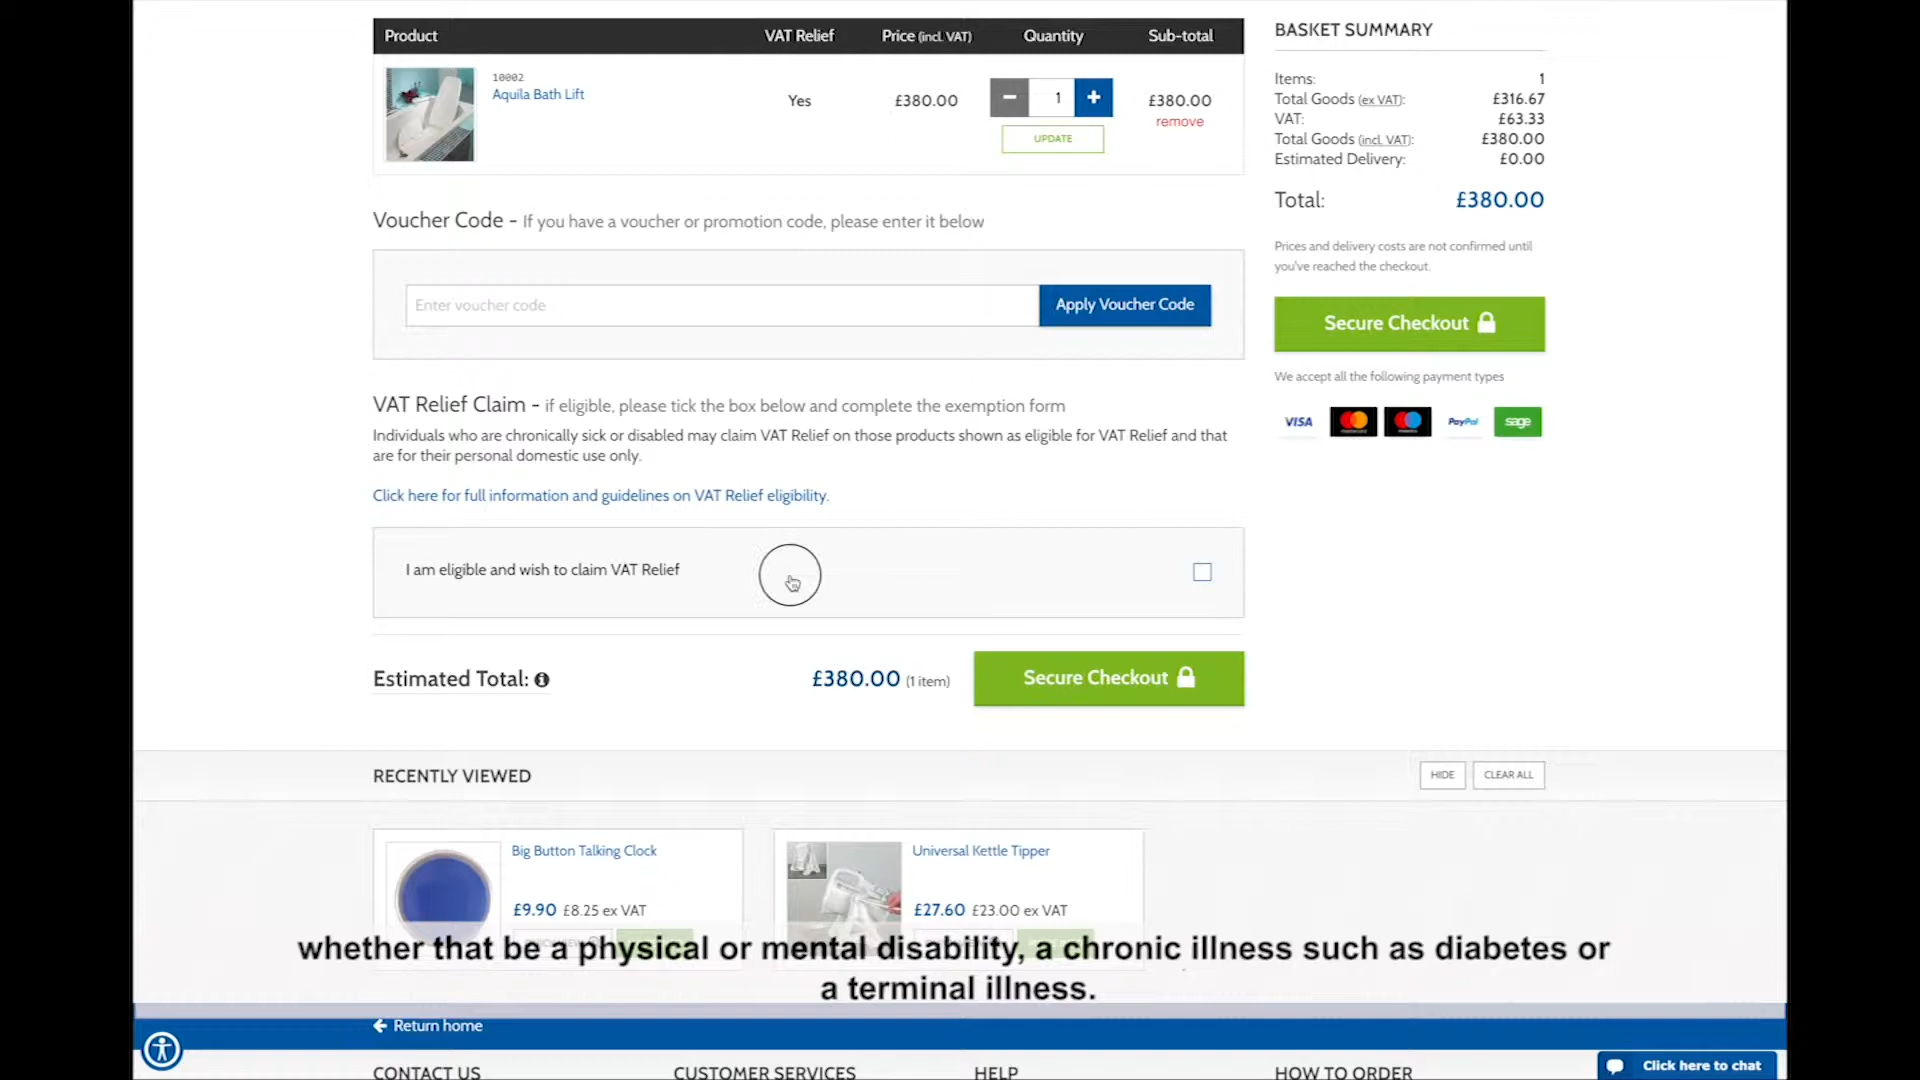 Product VAT Relief Price (incl. VAT) Quantity Sub-total
10002
Aquila Bath Lift
Yes £380.00 1 £380.00
remove
UPDATE
Voucher Code - If you have a voucher or promotion code, please enter it below
Enter voucher code
Apply Voucher Code
VAT Relief Claim - if eligible, please tick the box below and complete the exemption form
Individuals who are chronically sick or disabled may claim VAT Relief on those products shown as eligible for VAT Relief and that
are for their personal domestic use only.
Click here for full information and guidelines on VAT Relief eligibility.
I am eligible and wish to claim VAT Relief
Estimated Total: £380.00 (1 item)
Secure Checkout
BASKET SUMMARY
Items: 1
Total Goods (ex VAT): £316.67
VAT: £63.33
Total Goods (incl. VAT): £380.00
Estimated Delivery: £0.00
Total: £380.00
Prices and delivery costs are not confirmed until
you've reached the checkout.
Secure Checkout
We accept all the following payment types
VISA
PayPal
sage
RECENTLY VIEWED
HIDE CLEAR ALL
Big Button Talking Clock
£9.90 £8.25 ex VAT
Universal Kettle Tipper
£27.60 £23.00 ex VAT
whether that be a physical or mental disability, a chronic illness such as diabetes or
a terminal illness.
Return home
CONTACT US CUSTOMER SERVICES HELP HOW TO ORDER
Click here to chat